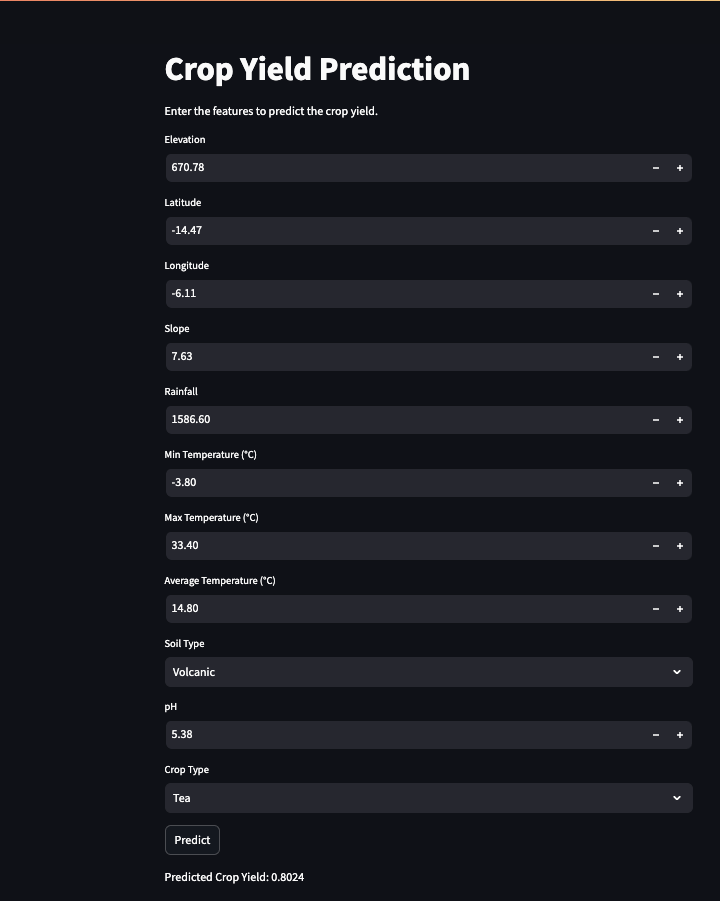 Crop Yield Prediction
Enter the features to predict the crop yield.
Elevation
670.78
Latitude
-14.47
Longitude
-6.11
Slope
7.63
Rainfall
1586.60
Min Temperature (°C)
-3.80
Max Temperature (°C)
33.40
Average Temperature (°C)
14.80
Soil Type
Volcanic
pH
5.38
Crop Type
Tea
Predict
Predicted Crop Yield: 0.8024